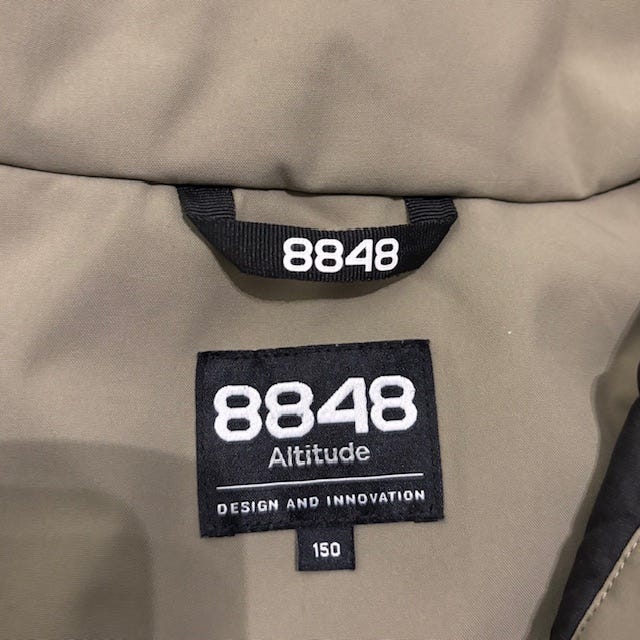 8848
8848
Altitude
DESIGN AND INNOVATION
150